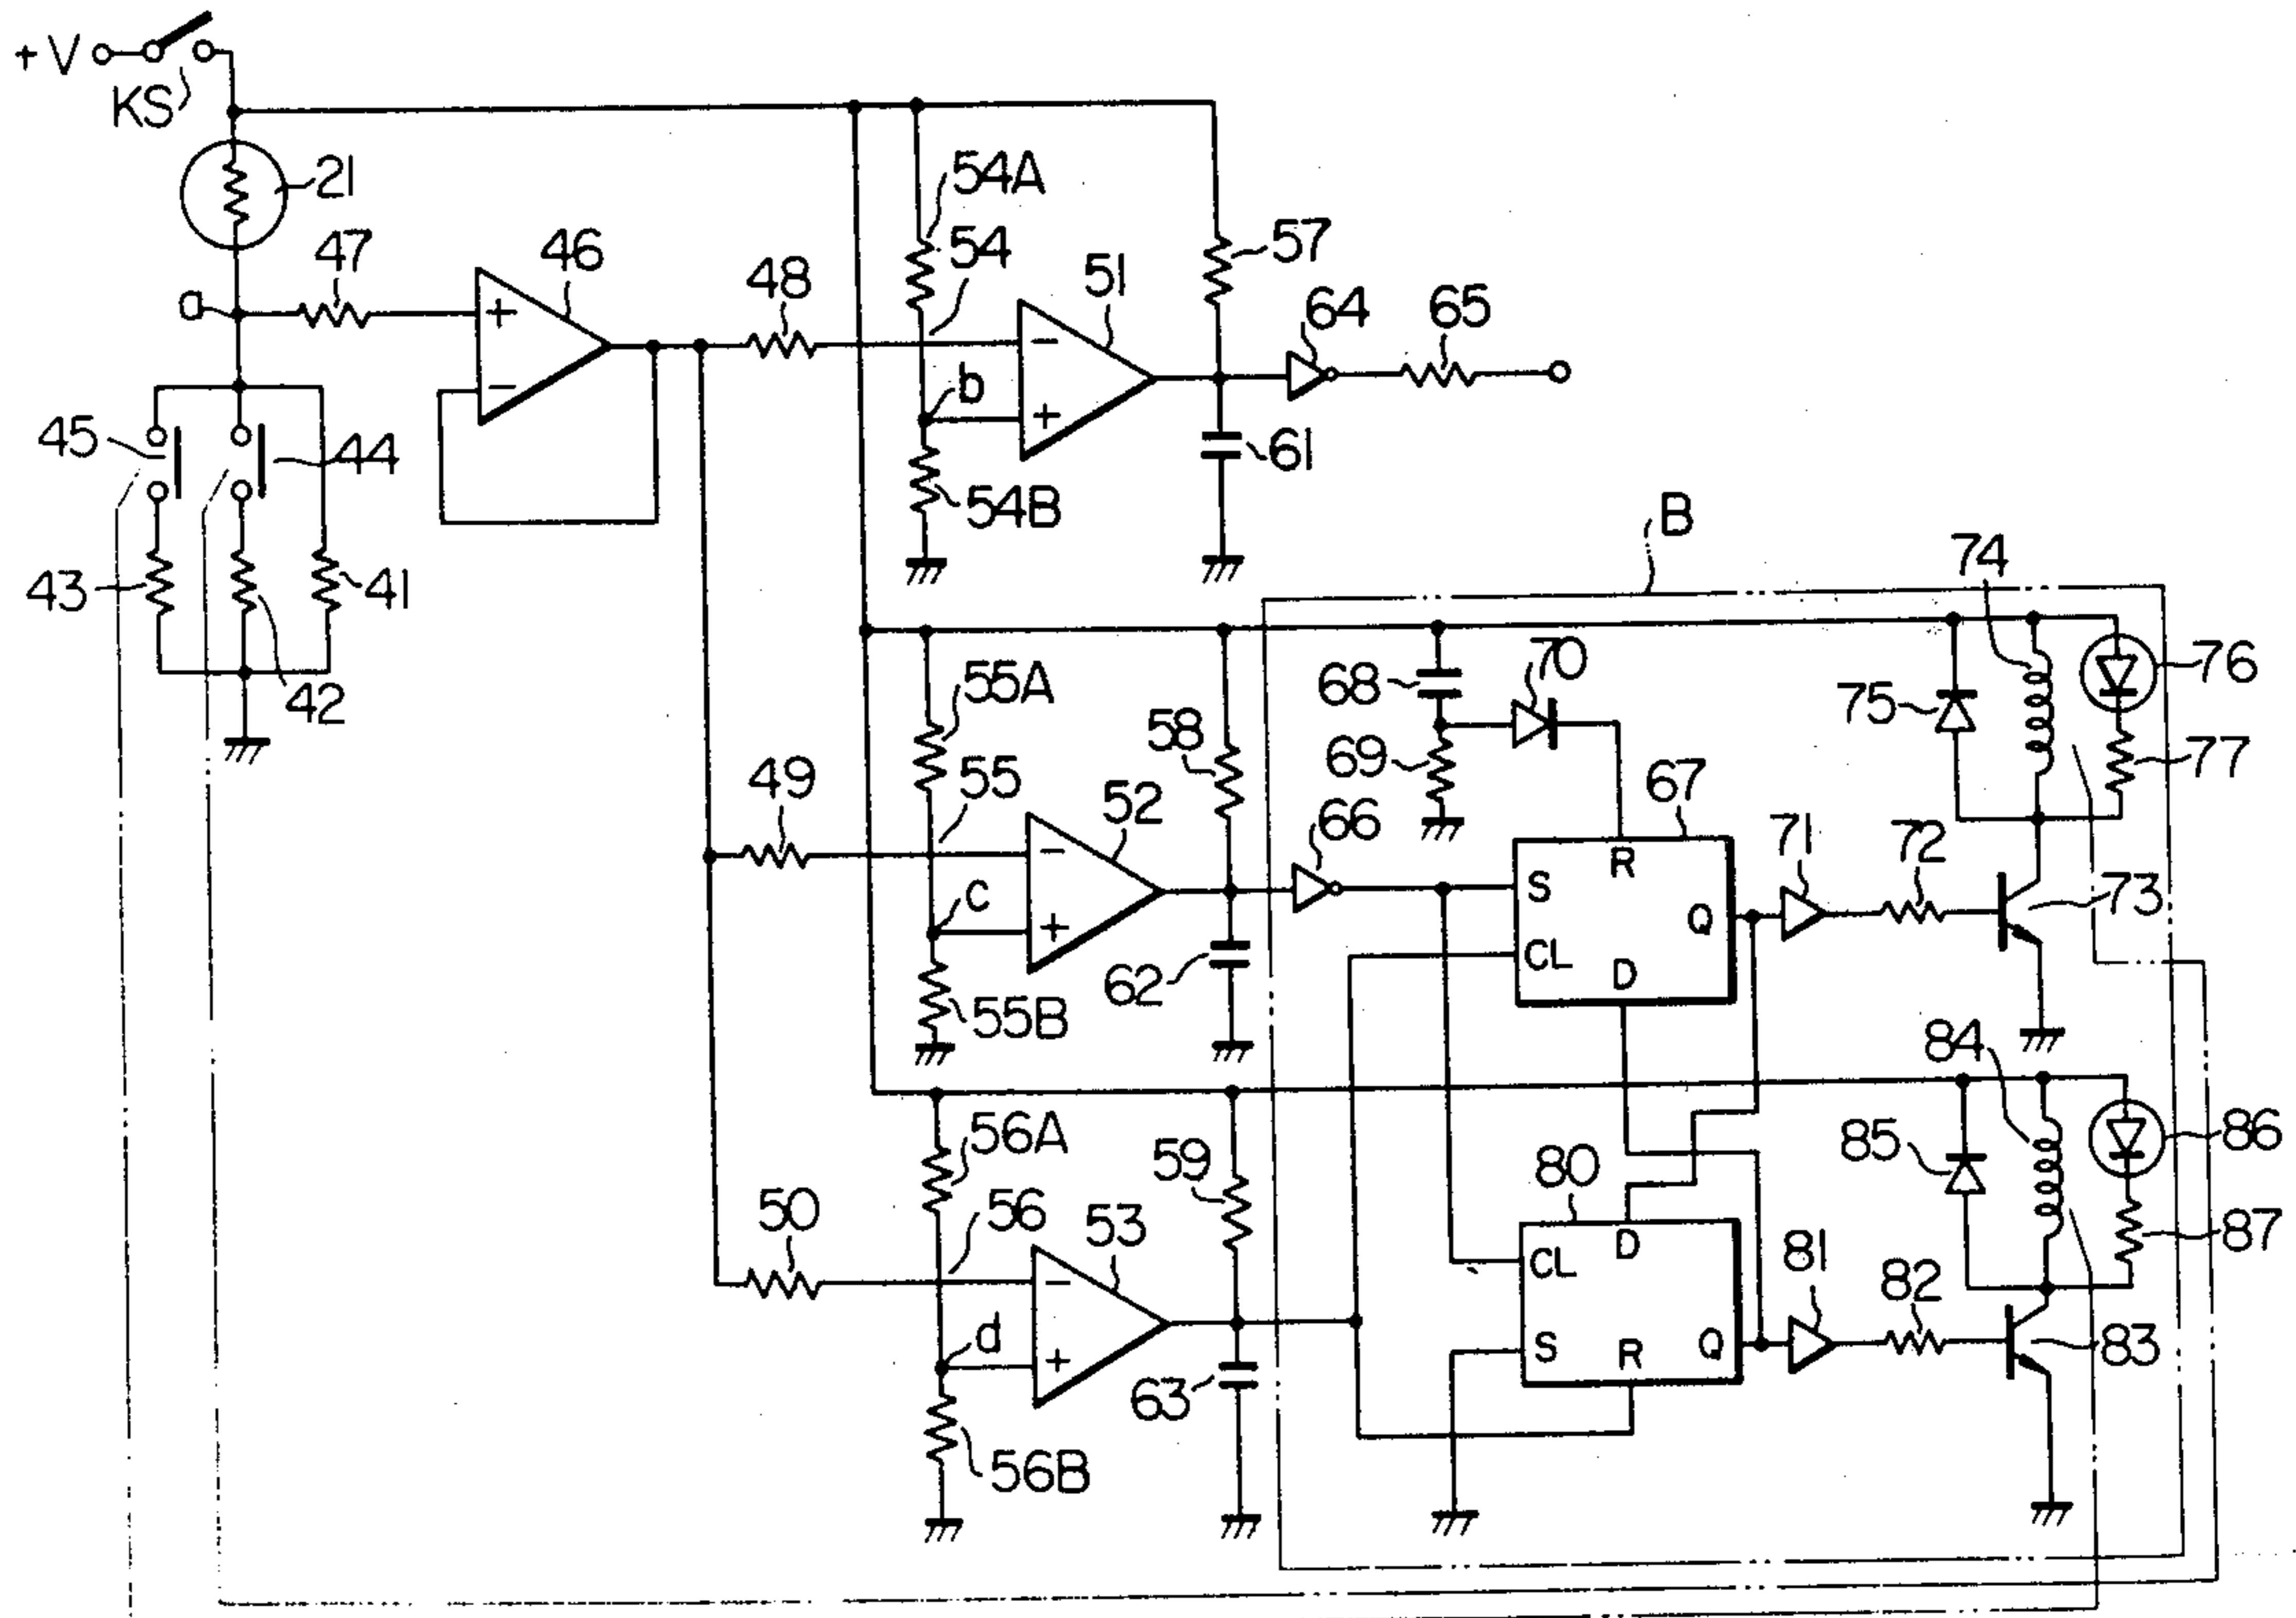 +V
KS
21
54A
47
46
48
54
51
57
64
65
a
b
45
44
61
54B
B
74
43
42
41
55A
68
70
75
76
58
69
77
49
55
52
66
67
71
72
R
S
Q
73
c
CL
D
62
55B
84
56A
59
80
85
86
50
56
53
D
CL
81
82
87
d
S
R
Q
83
63
56B
+
−
−
+
−
+
−
+